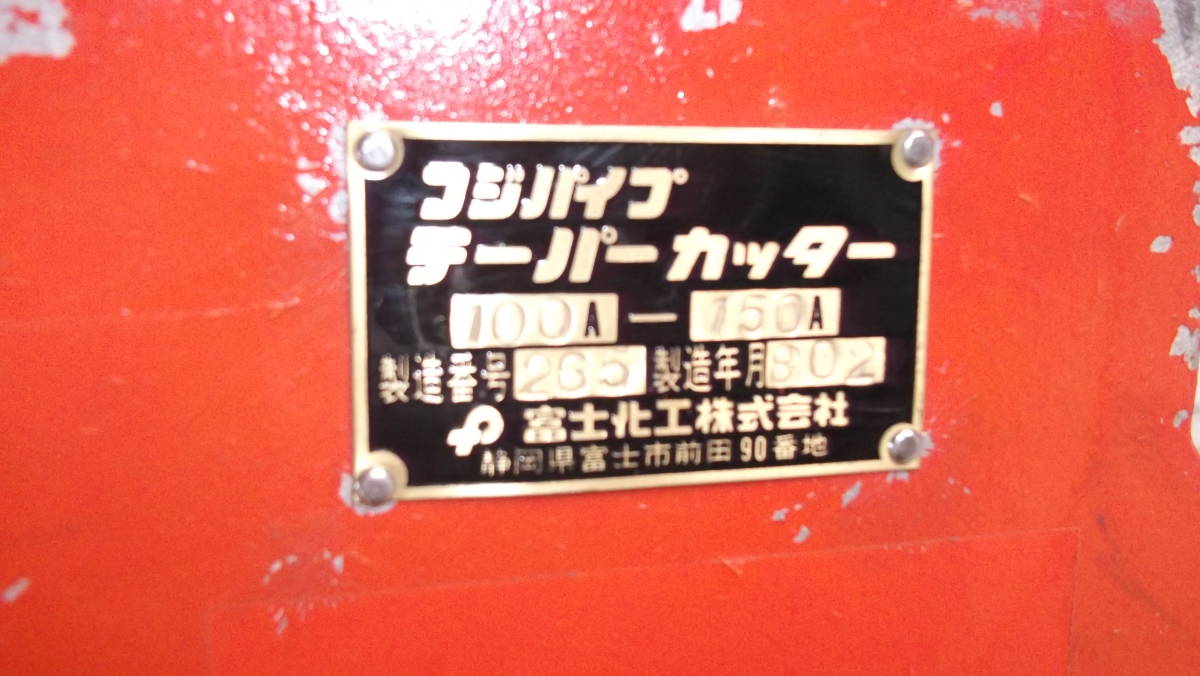 フジパイプ
テーパーカッター
100A－150A
製造番号 265 製造年月 802
富士化工株式会社
静岡県富士市前田90番地